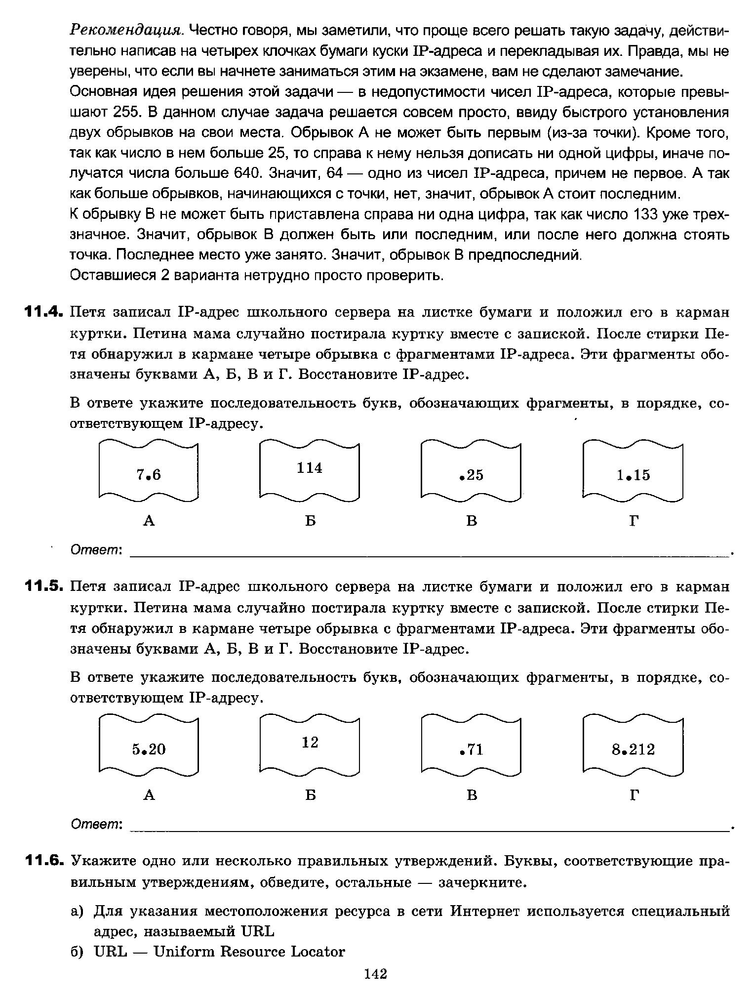 Рекомендация. Честно говоря, мы заметили, что проще всего решать такую задачу, действи-
тельно написав на четырех клочках бумаги куски IP-адреса и перекладывая их. Правда, мы не
уверены, что если вы начнете заниматься этим на экзамене, вам не сделают замечание.
Основная идея решения этой задачи — в недопустимости чисел IP-адреса, которые превы-
шают 255. В данном случае задача решается совсем просто, ввиду быстрого установления
двух обрывков на свои места. Обрывок А не может быть первым (из-за точки). Кроме того,
так как число в нем больше 25, то справа к нему нельзя дописать ни одной цифры, иначе по-
лучатся числа больше 640. Значит, 64 — одно из чисел IP-адреса, причем не первое. А так
как больше обрывков, начинающихся с точки, нет, значит, обрывок А стоит последним.
К обрывку В не может быть приставлена справа ни одна цифра, так как число 133 уже трех-
значное. Значит, обрывок В должен быть или последним, или после него должна стоять
точка. Последнее место уже занято. Значит, обрывок В предпоследний.
Оставшиеся 2 варианта нетрудно просто проверить.
11.4. Петя записал IP-адрес школьного сервера на листке бумаги и положил его в карман
куртки. Петина мама случайно постирала куртку вместе с запиской. После стирки Пе-
тя обнаружил в кармане четыре обрывка с фрагментами IP-адреса. Эти фрагменты обо-
значены буквами А, Б, В и Г. Восстановите IP-адрес.
В ответе укажите последовательность букв, обозначающих фрагменты, в порядке, со-
ответствующем IP-адресу.
7.6 114 .25 1.15
А Б В Г
Ответ: .
11.5. Петя записал IP-адрес школьного сервера на листке бумаги и положил его в карман
куртки. Петина мама случайно постирала куртку вместе с запиской. После стирки Пе-
тя обнаружил в кармане четыре обрывка с фрагментами IP-адреса. Эти фрагменты обо-
значены буквами А, Б, В и Г. Восстановите IP-адрес.
В ответе укажите последовательность букв, обозначающих фрагменты, в порядке, со-
ответствующем IP-адресу.
5.20 12 .71 8.212
А Б В Г
Ответ: .
11.6. Укажите одно или несколько правильных утверждений. Буквы, соответствующие пра-
вильным утверждениям, обведите, остальные — зачеркните.
а) Для указания местоположения ресурса в сети Интернет используется специальный
адрес, называемый URL
б) URL — Uniform Resource Locator
142